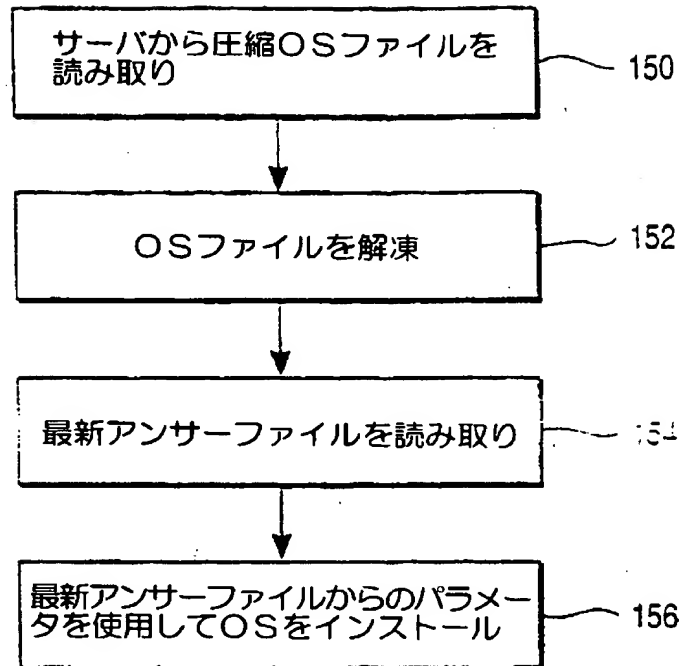 サーバから圧縮OSファイルを
読み取り
150
OSファイルを解凍
152
最新アンサーファイルを読み取り
154
最新アンサーファイルからのパラメー
タを使用してOSをインストール
156